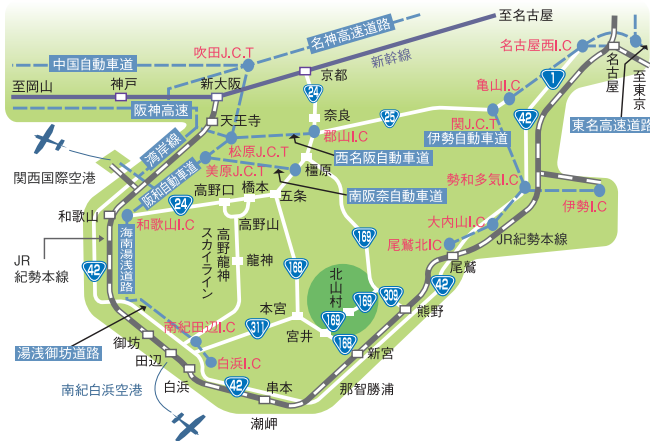 至名古屋
名神高速道路
吹田J.C.T
名古屋西I.C
中国自動車道
新幹線
至岡山
神戸
新大阪
京都
名古屋
至東京
亀山I.C
1
24
阪神高速
奈良
25
42
関J.C.T
東名高速道路
天王寺
郡山I.C
伊勢自動車道
湾岸線
松原J.C.T
西名阪自動車道
美原J.C.T
橿原
関西国際空港
阪和自動車道
南阪奈自動車道
勢和多気I.C
高野口
橋本
五条
伊勢I.C
和歌山
24
和歌山I.C
高野山
大内山I.C
JR紀勢本線
尾鷲北IC
海南湯浅道路
高野龍神
スカイライン
169
JR
紀勢本線
42
龍神
168
北山村
169
309
42
尾鷲
本宮
熊野
311
169
宮井
168
南紀田辺I.C
湯浅御坊道路
御坊
白浜I.C
新宮
田辺
南紀白浜空港
白浜
42
串本
那智勝浦
潮岬